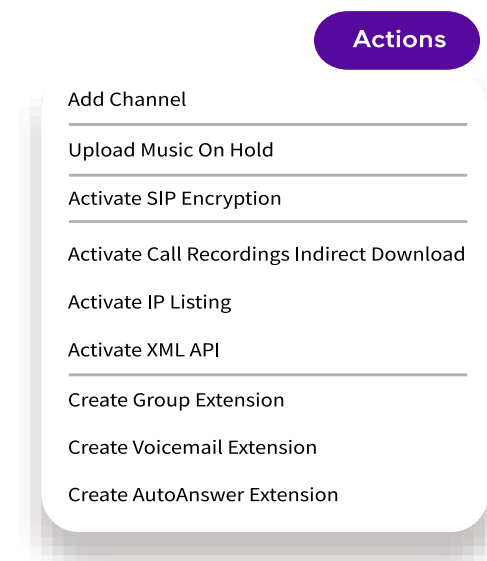 Actions
Add Channel
Upload Music On Hold
Activate SIP Encryption
Activate Call Recordings Indirect Download
Activate IP Listing
Activate XML API
Create Group Extension
Create Voicemail Extension
Create AutoAnswer Extension